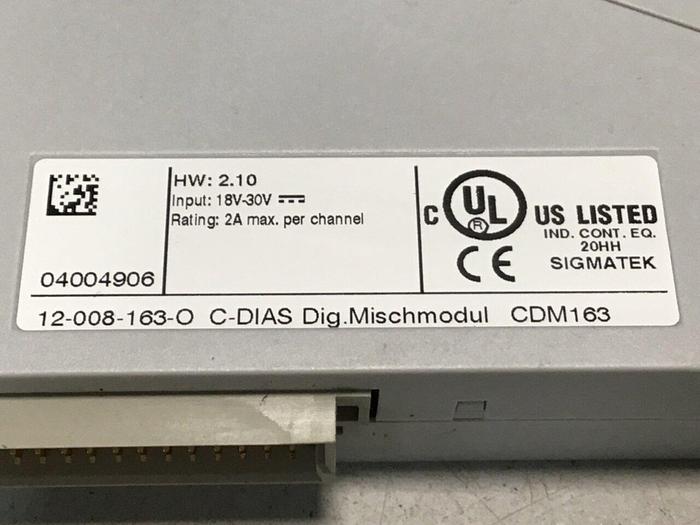 04004906
HW: 2.10
Input: 18V-30V
Rating: 2A max. per channel
C UL ® US LISTED
IND. CONT. EQ.
20HH
CE SIGMATEK
12-008-163-O C-DIAS Dig.Mischmodul CDM163